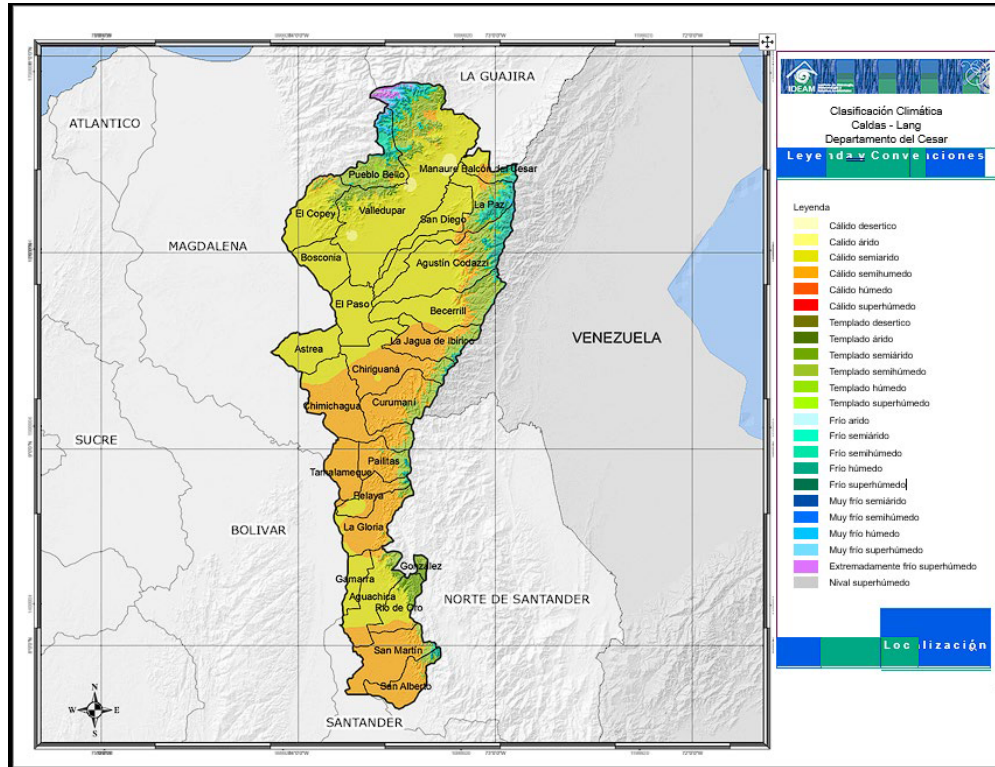 LA GUAJIRA
ATLANTICO
Manaure Balcón del Cesar
Pueblo Bello
La Paz
El Copey
Valledupar
San Diego
MAGDALENA
Bosconia
Agustín Codazzi
El Paso
Becerrill
VENEZUELA
Astrea
La Jagua de Ibirico
Chiriguaná
Chimichagua
Curumaní
SUCRE
Pailitas
Tamalameque
Pelaya
La Gloria
BOLIVAR
González
Gamarra
Aguachica
Río de Oro
NORTE DE SANTANDER
San Martín
San Alberto
SANTANDER
N
W
E
S
IDEAM
Clasificación Climática
Caldas - Lang
Departamento del Cesar
Leyenda y Convenciones
Leyenda
Cálido desertico
Calido árido
Cálido semiarido
Cálido semihumedo
Cálido húmedo
Cálido superhúmedo
Templado desertico
Templado árido
Templado semiárido
Templado semihúmedo
Templado húmedo
Templado superhúmedo
Frío arido
Frío semiárido
Frío semihúmedo
Frío húmedo
Frío superhúmedo
Muy frío semiárido
Muy frío semihúmedo
Muy frío húmedo
Muy frío superhúmedo
Extremadamente frío superhúmedo
Nival superhúmedo
Localización